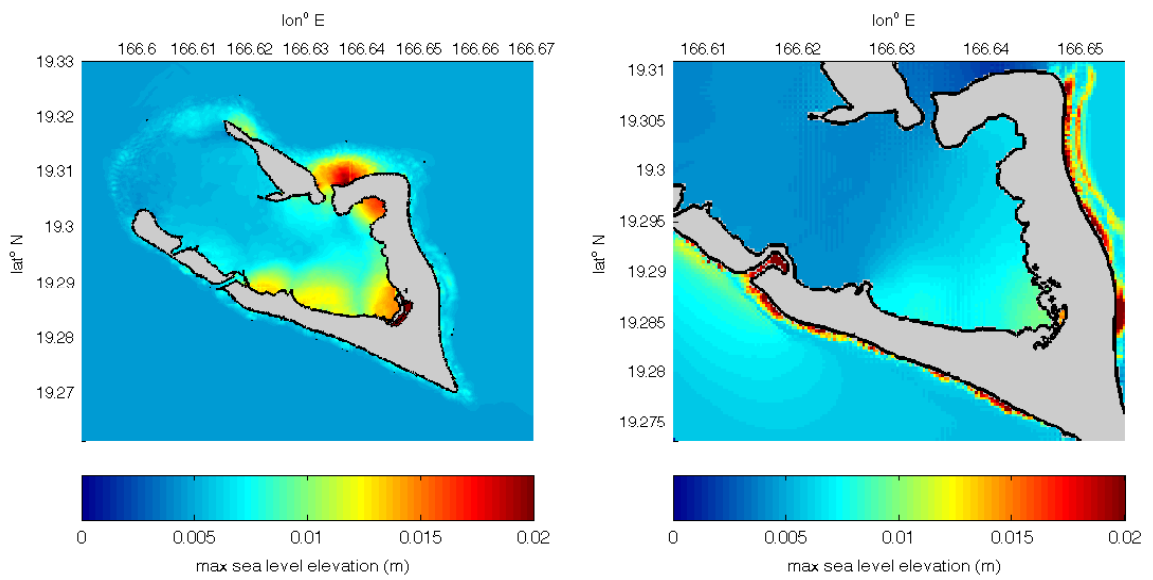 lon° E
166.6 166.61 166.62 166.63 166.64 166.65 166.66 166.67
19.33
19.32
19.31
19.3
19.29
19.28
19.27
lat° N
0 0.005 0.01 0.015 0.02
max sea level elevation (m)
lon° E
166.61 166.62 166.63 166.64 166.65
19.31
19.305
19.3
19.295
19.29
19.285
19.28
19.275
lat° N
0 0.005 0.01 0.015 0.02
max sea level elevation (m)